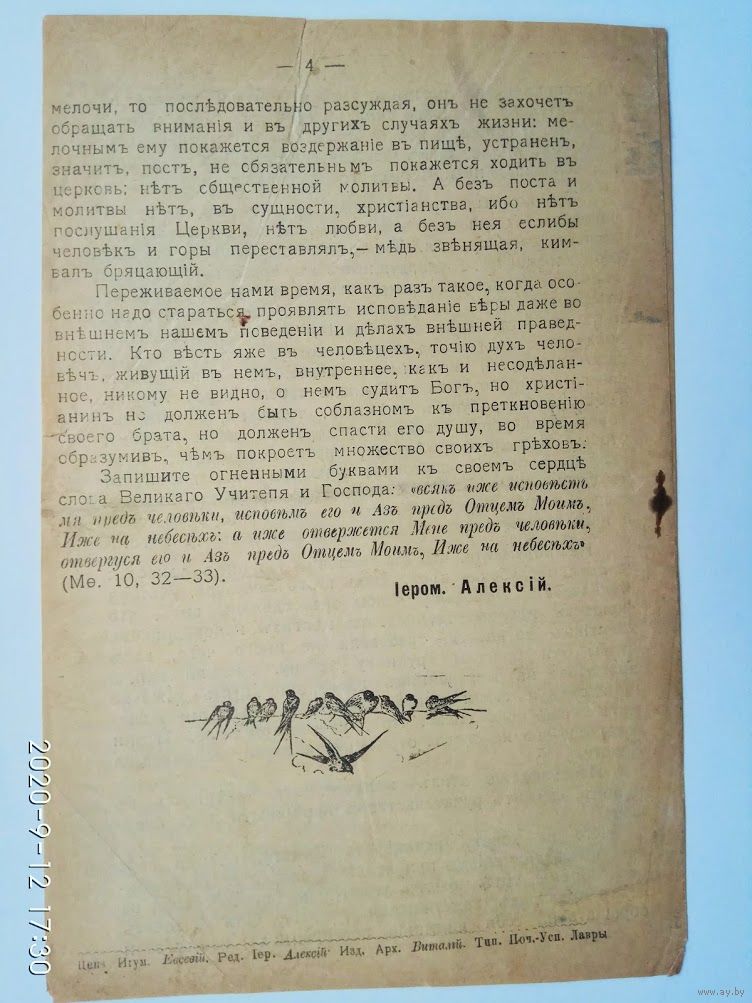 — 4 —
мелочи, то послѣдовательно разсуждая, онъ не захочетъ
обращать вниманія и въ другихъ случаяхъ жизни: ме-
лочнымъ ему покажется воздержаніе въ пищѣ, устраненъ,
значитъ, постъ, не обязательнымъ покажется ходить въ
церковь; нѣтъ сбщественной молитвы. А безъ поста и
молитвы нѣтъ, въ сущности, христіанства, ибо нѣтъ
послушанія Церкви, нѣтъ любви, а безъ нея еслибы
человѣкъ и горы переставлялъ,— мѣдь звѣнящая, ким-
валъ бряцающій.
Переживаемое нами время, какъ разъ такое, когда осо-
бенно надо стараться, проявлять исповѣданіе вѣры даже во
внѣшнемъ нашемъ поведеніи и дѣлахъ внѣшней правед-
ности. Кто вѣсть яже въ человѣцехъ, точію духъ чело-
вѣчъ, живущій въ немъ, внутреннее, какъ и несодѣлан-
ное, никому не видно, о немъ судитъ Богъ, но христі-
анинъ не долженъ быть соблазномъ къ преткновенію
своего брата, но долженъ спасти его душу, во время
образумивъ, чѣмъ покроетъ множество своихъ грѣховъ.
Запишите огненными буквами къ своемъ сердцѣ
слова Великаго Учитепя и Господа: «всякъ иже исповѣсть
мя предъ человѣки, исповѣмъ его и Азъ предъ Отцемъ Моимъ,
Иже на небесѣхъ: а иже отвержется Мене предъ человѣки,
отвергуся его и Азъ предъ Отцемъ Моимъ, Иже на небесѣхъ»
(Мѳ. 10, 32—33).
Іером. Алексій.
Ценз. Игум. Евсевій. Ред. Іер. Алексій Изд. Арх. Виталій. Тип. Поч.-Усп. Лавры
2020-9-12 17:30
www.ay.by